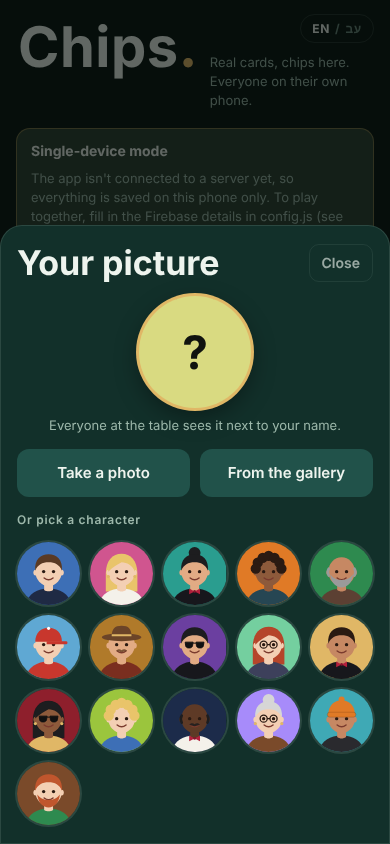 Chips.
EN / עב
Real cards, chips here.
Everyone on their own
phone.
Single-device mode
The app isn't connected to a server yet, so
everything is saved on this phone only. To play
together, fill in the Firebase details in config.js (see
Your picture
Close
?
Everyone at the table sees it next to your name.
Take a photo
From the gallery
Or pick a character